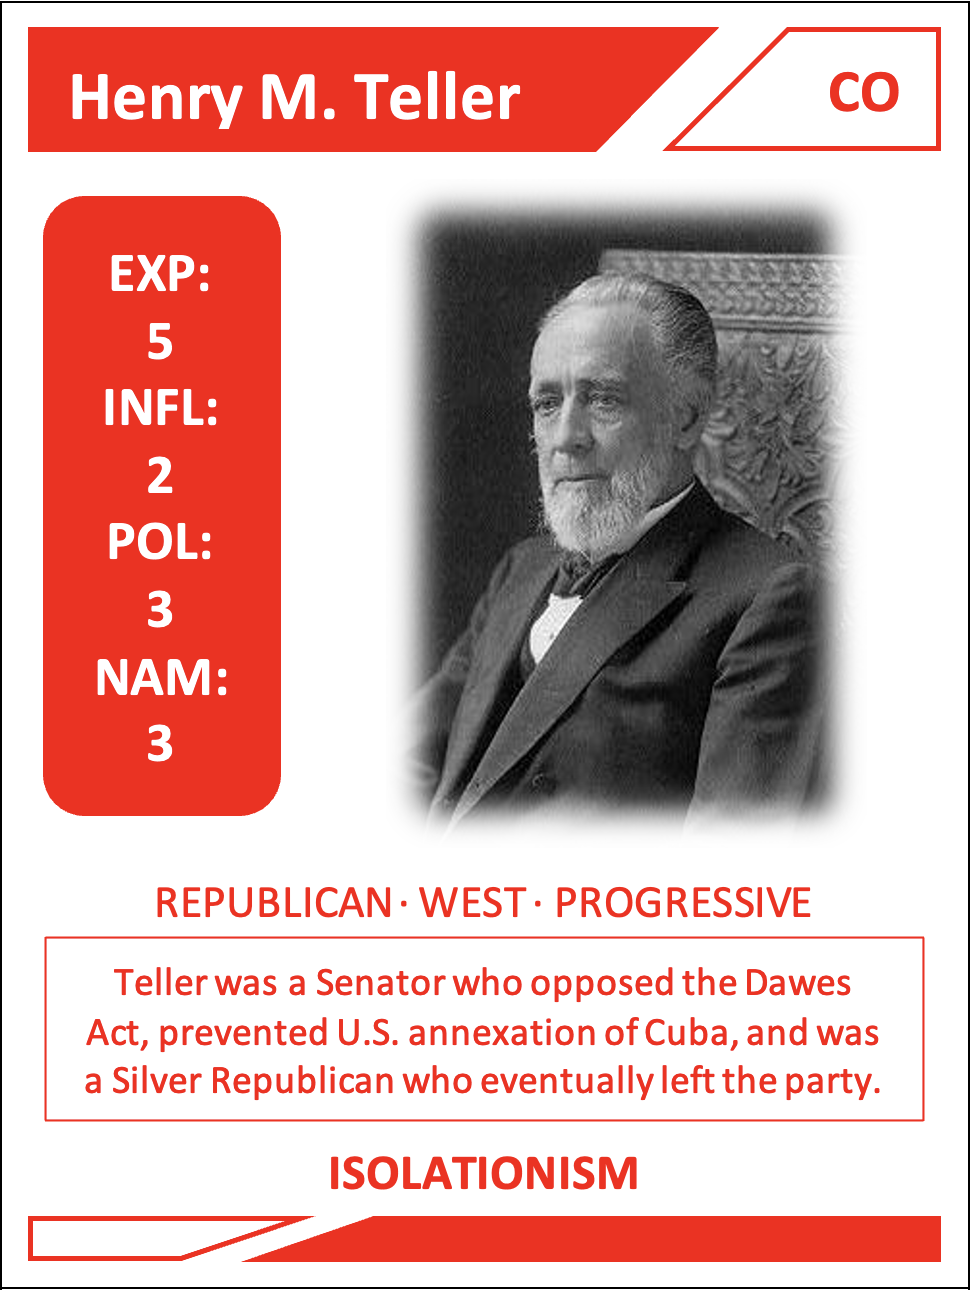 Henry M. Teller
CO
EXP:
5
INFL:
2
POL:
3
NAM:
3
REPUBLICAN · WEST · PROGRESSIVE
Teller was a Senator who opposed the Dawes
Act, prevented U.S. annexation of Cuba, and was
a Silver Republican who eventually left the party.
ISOLATIONISM